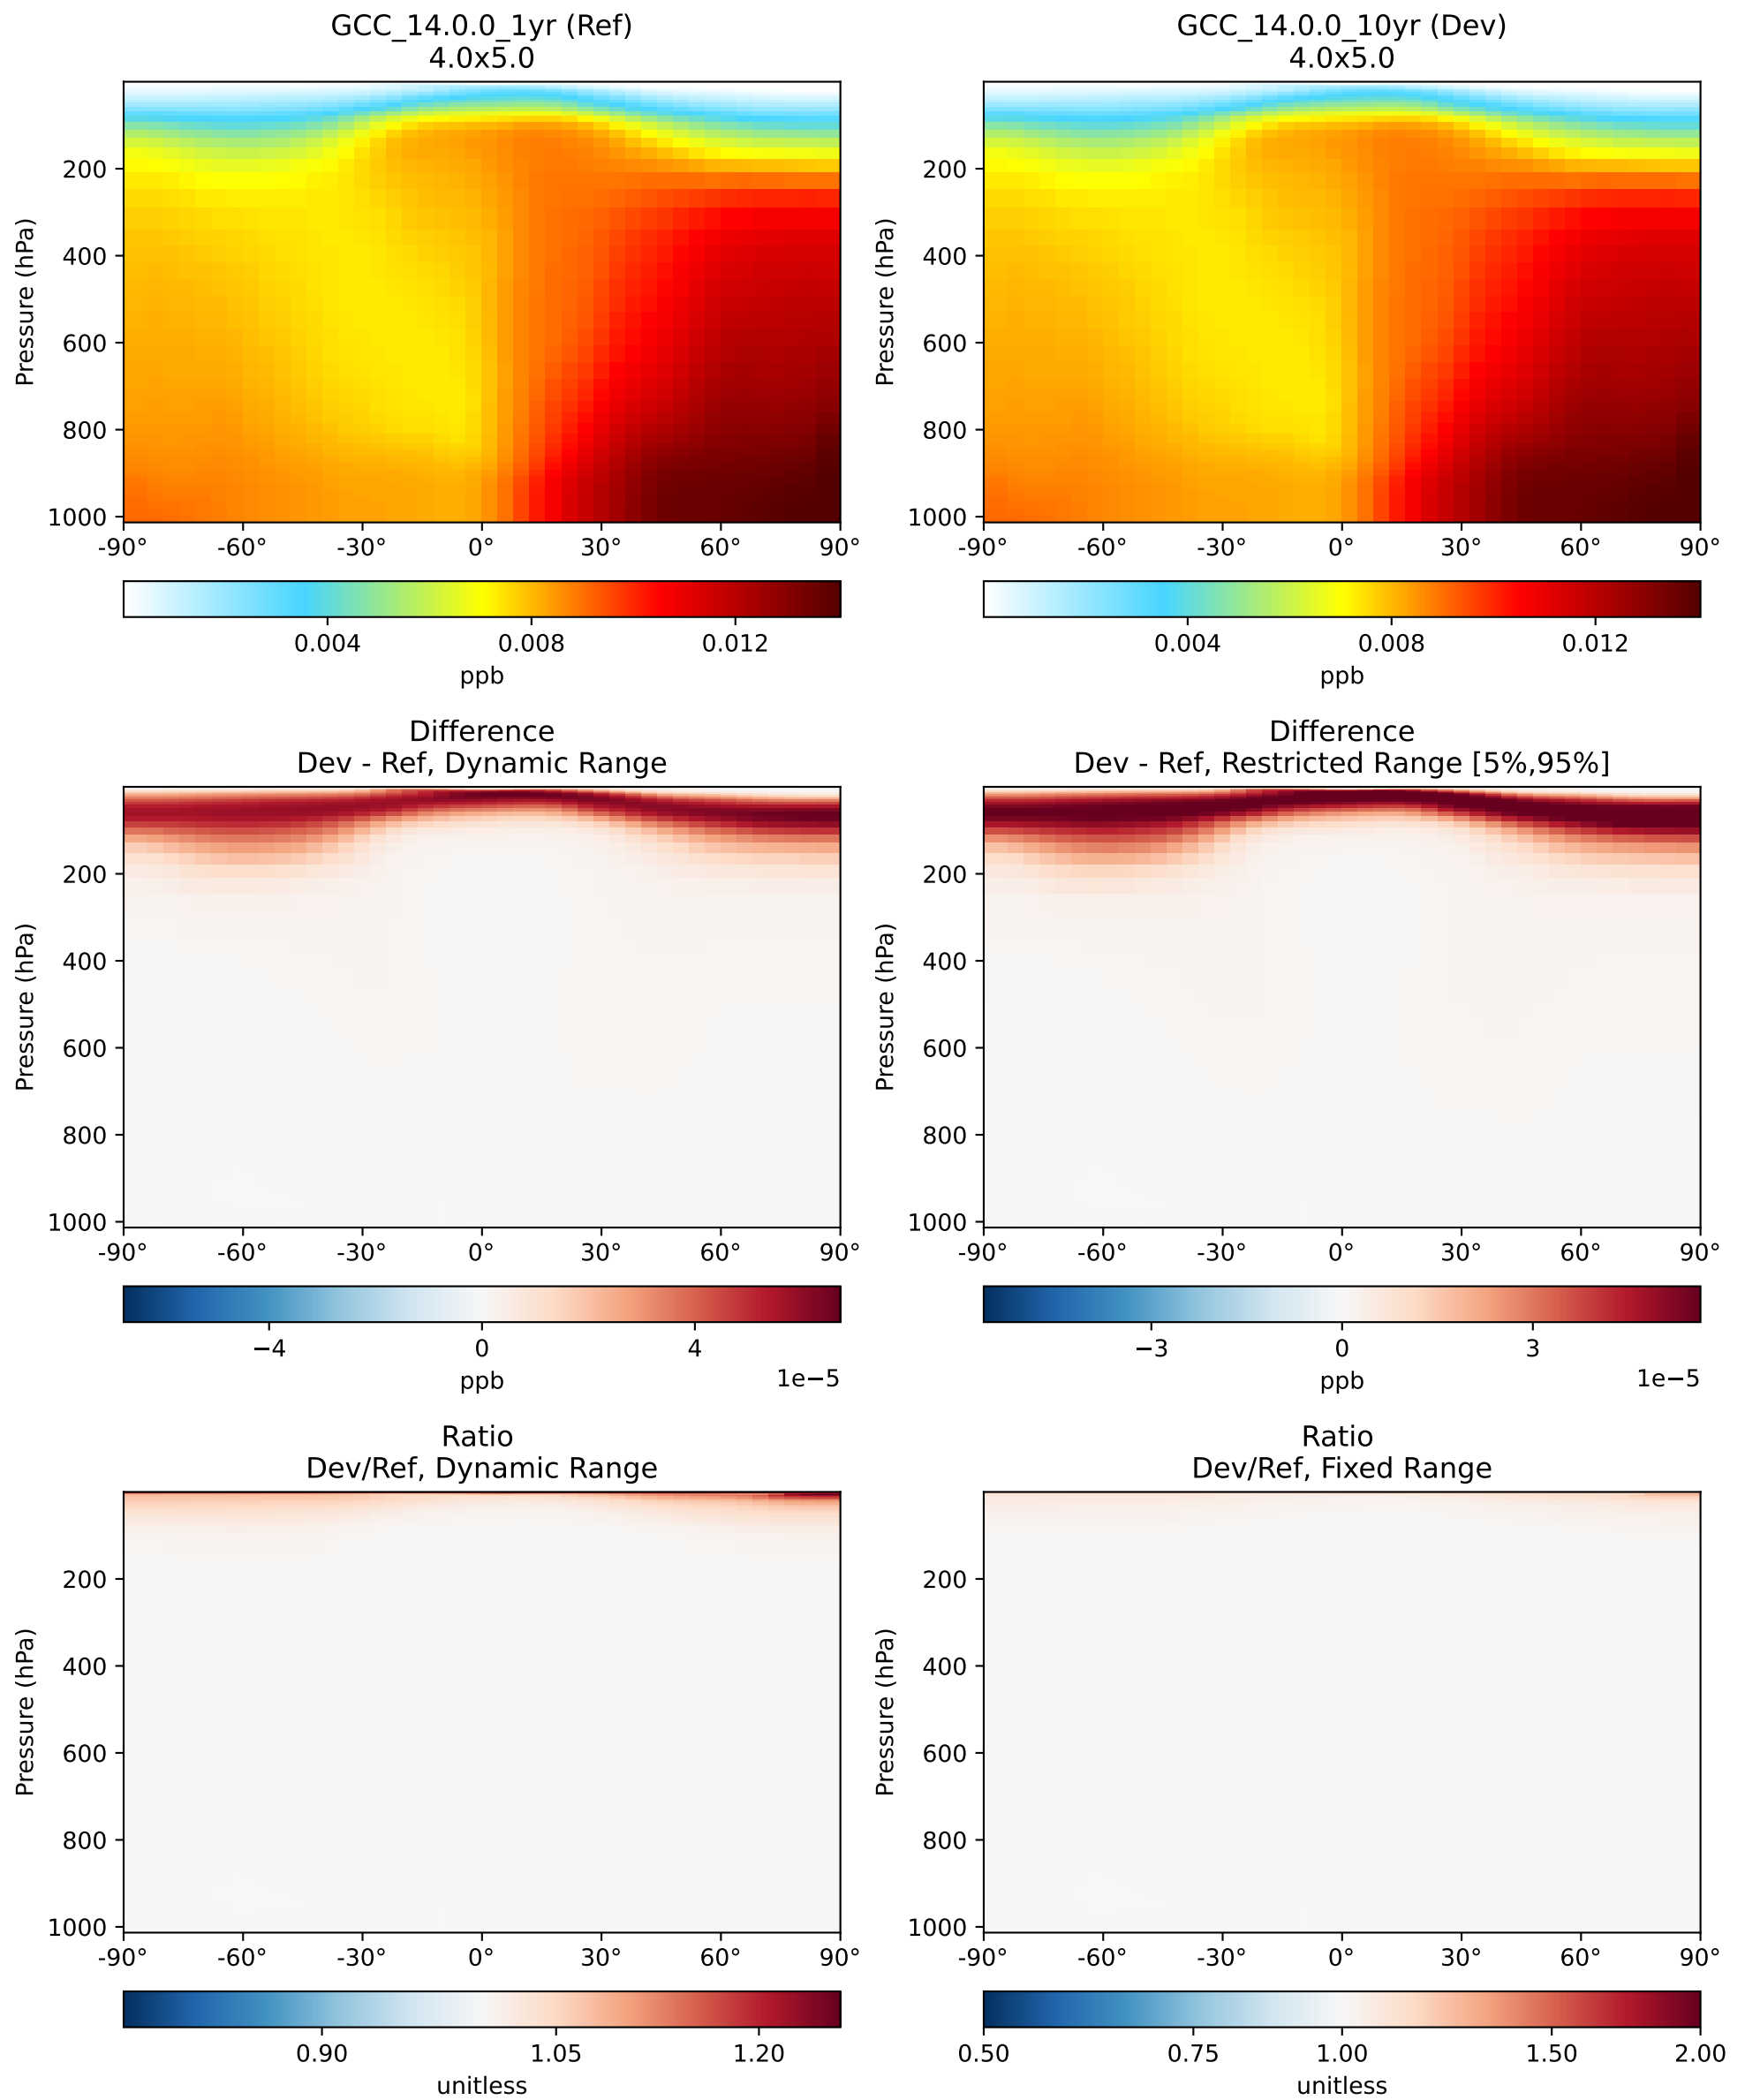 GCC_14.0.0_1yr (Ref)
4.0x5.0
Pressure (hPa)
200
400
600
800
1000
-90° -60° -30° 0° 30° 60° 90°
0.004 0.008 0.012
ppb
GCC_14.0.0_10yr (Dev)
4.0x5.0
Pressure (hPa)
200
400
600
800
1000
-90° -60° -30° 0° 30° 60° 90°
0.004 0.008 0.012
ppb
Difference
Dev - Ref, Dynamic Range
Pressure (hPa)
200
400
600
800
1000
-90° -60° -30° 0° 30° 60° 90°
−4 0 4
ppb 1e−5
Difference
Dev - Ref, Restricted Range [5%,95%]
Pressure (hPa)
200
400
600
800
1000
-90° -60° -30° 0° 30° 60° 90°
−3 0 3
ppb 1e−5
Ratio
Dev/Ref, Dynamic Range
Pressure (hPa)
200
400
600
800
1000
-90° -60° -30° 0° 30° 60° 90°
0.90 1.05 1.20
unitless
Ratio
Dev/Ref, Fixed Range
Pressure (hPa)
200
400
600
800
1000
-90° -60° -30° 0° 30° 60° 90°
0.50 0.75 1.00 1.50 2.00
unitless